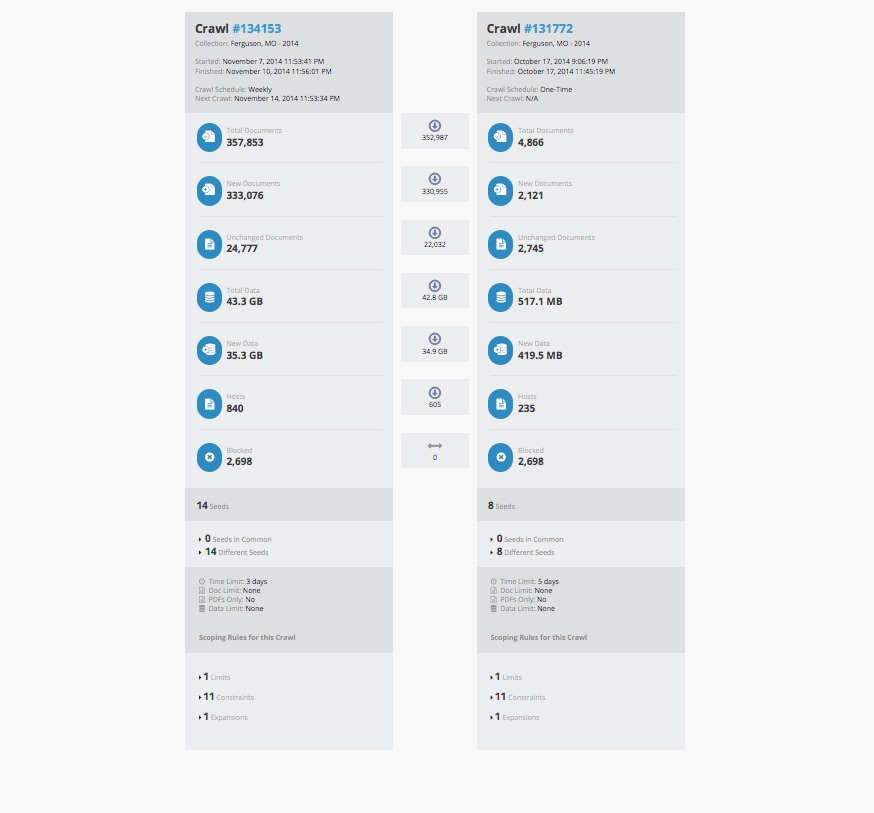 Crawl #134153
Collection: Ferguson, MO - 2014
Started: November 7, 2014 11:53:41 PM
Finished: November 10, 2014 11:56:01 PM
Crawl Schedule: Weekly
Next Crawl: November 14, 2014 11:53:34 PM
Total Documents
357,853
New Documents
333,076
Unchanged Documents
24,777
Total Data
43.3 GB
New Data
35.3 GB
Hosts
840
Blocked
2,698
14 Seeds
0 Seeds in Common
14 Different Seeds
Time Limit: 3 days
Doc Limit: None
PDFs Only: No
Data Limit: None
Scoping Rules for this Crawl
1 Limits
11 Constraints
1 Expansions
352,987
330,955
22,032
42.8 GB
34.9 GB
605
0
Crawl #131772
Collection: Ferguson, MO - 2014
Started: October 17, 2014 9:06:19 PM
Finished: October 17, 2014 11:45:19 PM
Crawl Schedule: One-Time
Next Crawl: N/A
Total Documents
4,866
New Documents
2,121
Unchanged Documents
2,745
Total Data
517.1 MB
New Data
419.5 MB
Hosts
235
Blocked
2,698
8 Seeds
0 Seeds in Common
8 Different Seeds
Time Limit: 5 days
Doc Limit: None
PDFs Only: No
Data Limit: None
Scoping Rules for this Crawl
1 Limits
11 Constraints
1 Expansions